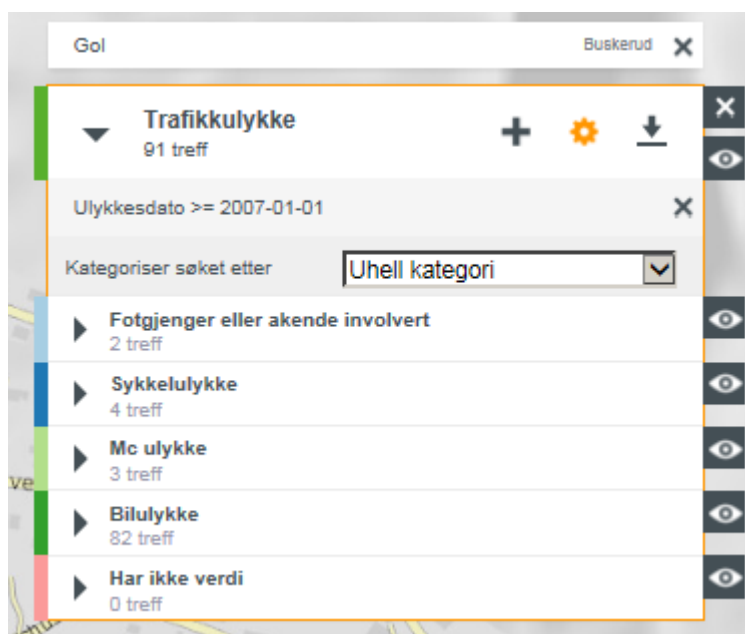 Gol Buskerud
Trafikkulykke
91 treff
Ulykkesdato >= 2007-01-01
Kategoriser søket etter Uhell kategori
Fotgjenger eller akende involvert
2 treff
Sykkelulykke
4 treff
Mc ulykke
3 treff
Bilulykke
82 treff
Har ikke verdi
0 treff